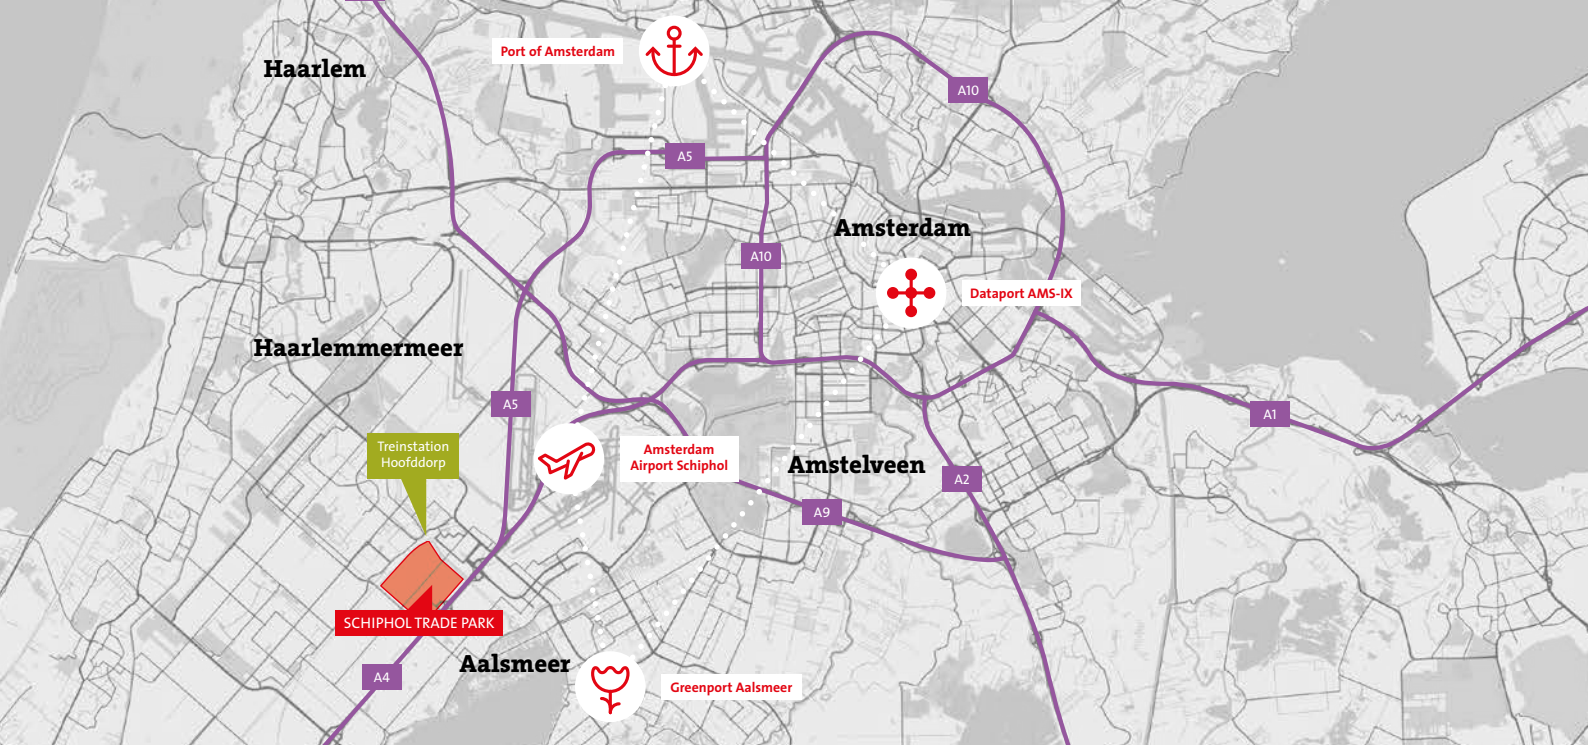 Port of Amsterdam
Haarlem
A10
A5
Amsterdam
A10
Dataport AMS-IX
Haarlemmermeer
A5
A1
Treinstation
Hoofddorp
Amsterdam
Airport Schiphol
Amstelveen
A2
A9
SCHIPHOL TRADE PARK
Aalsmeer
A4
Greenport Aalsmeer